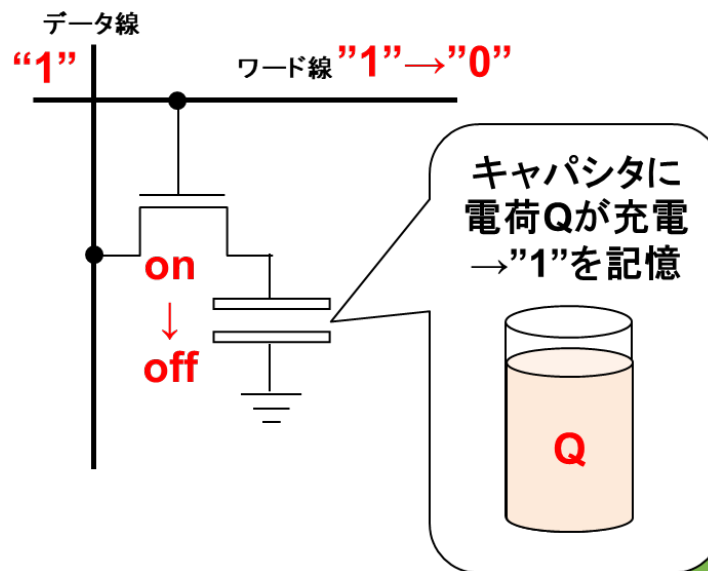 データ線
“1”
ワード線”1”→”0”
on
↓
off
キャパシタに
電荷Qが充電
→”1”を記憶
Q